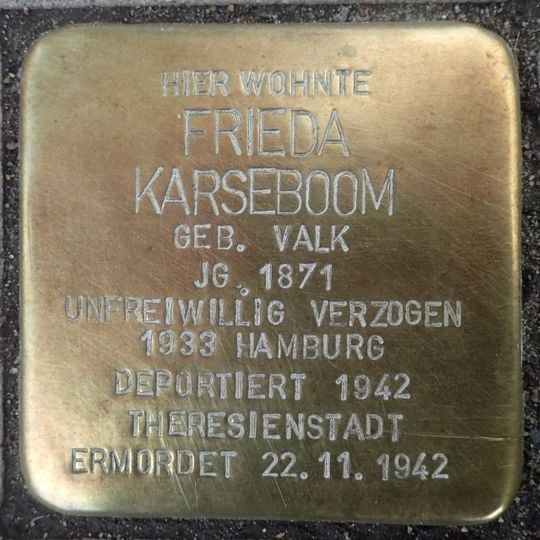 HIER WOHNTE
FRIEDA
KARSEBOOM
GEB. VALK
JG. 1871
UNFREIWILLIG VERZOGEN
1933 HAMBURG
DEPORTIERT 1942
THERESIENSTADT
ERMORDET 22.11.1942